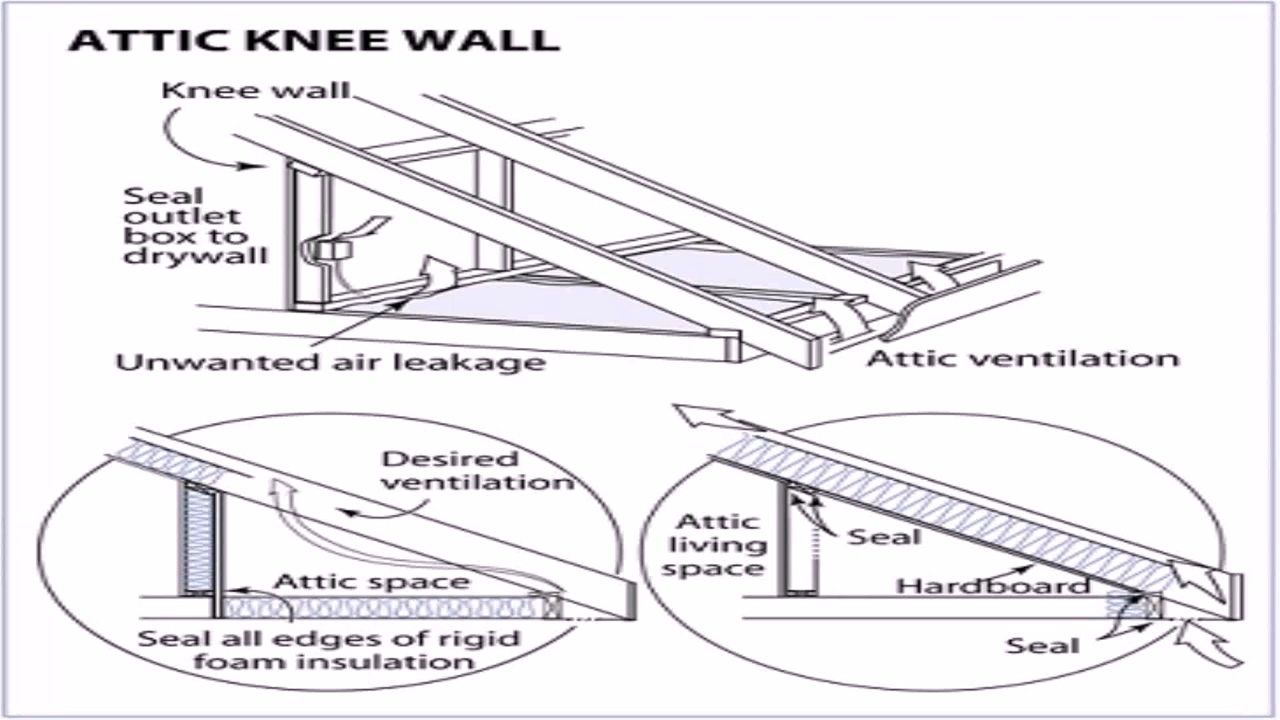 ATTIC KNEE WALL
Knee wall
Seal
outlet
box to
drywall
Unwanted air leakage
Attic ventilation
Desired
ventilation
Attic space
Seal all edges of rigid
foam insulation
Attic
living
space
Seal
Hardboard
Seal